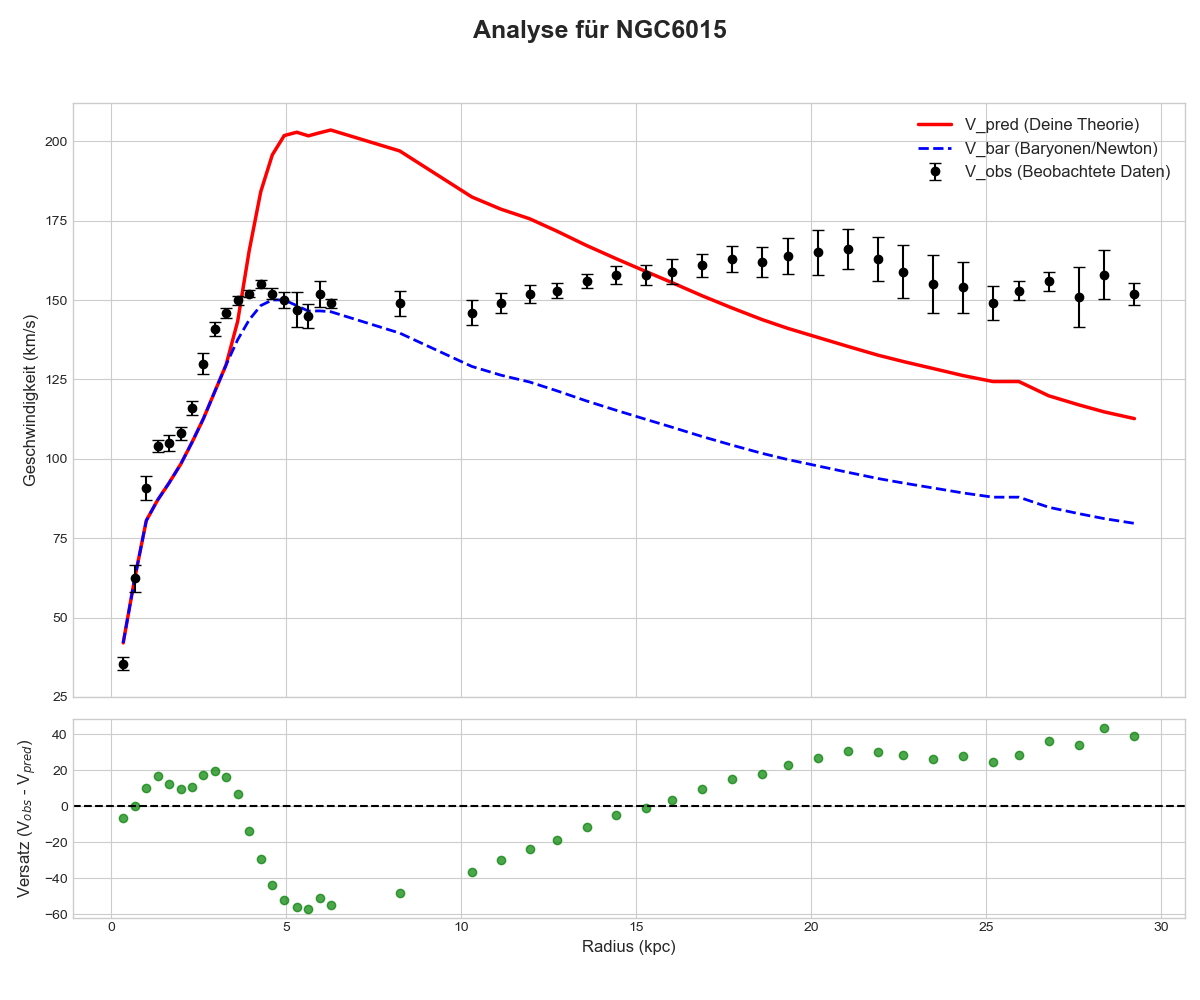 Analyse für NGC6015
Geschwindigkeit (km/s)
200
175
150
125
100
75
50
25
V_pred (Deine Theorie)
V_bar (Baryonen/Newton)
V_obs (Beobachtete Daten)
Versatz (V_obs - V_pred)
40
20
0
−20
−40
−60
0 5 10 15 20 25 30
Radius (kpc)